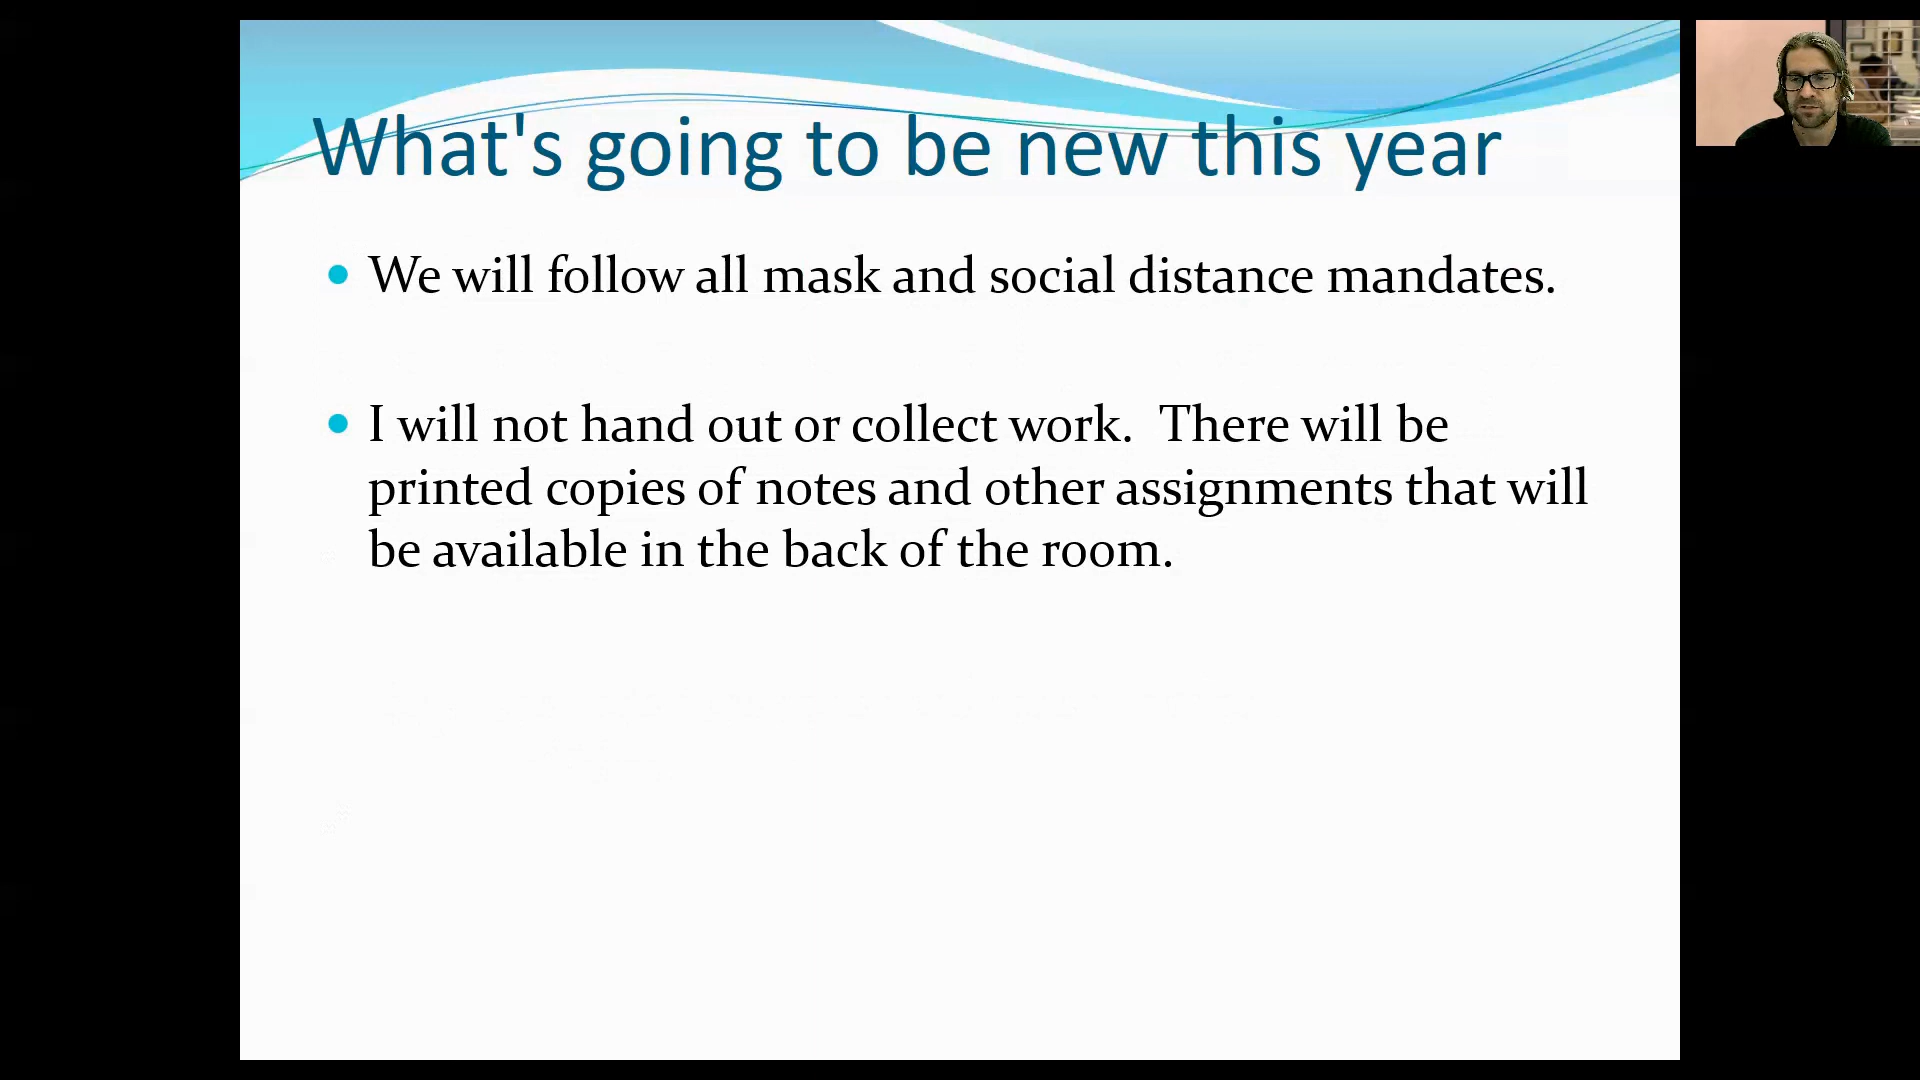 What's going to be new this year
We will follow all mask and social distance mandates.
I will not hand out or collect work.  There will be
printed copies of notes and other assignments that will
be available in the back of the room.